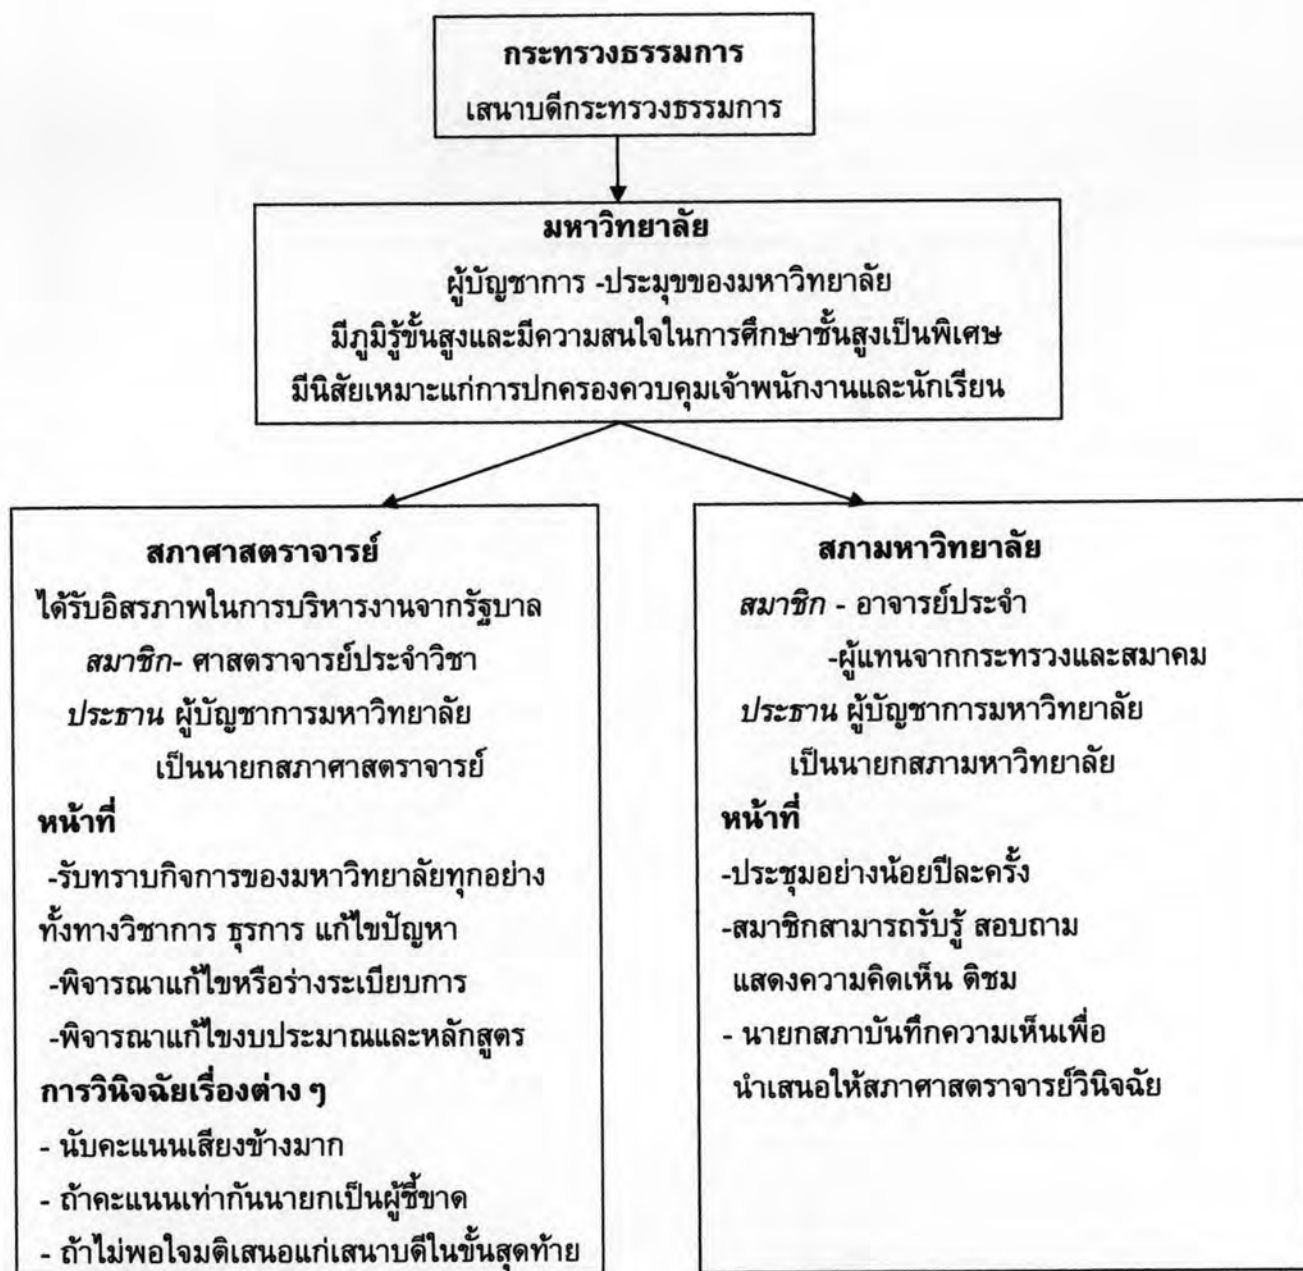 กระทรวงธรรมการ
เสนาบดีกระทรวงธรรมการ
มหาวิทยาลัย
ผู้บัญชาการ -ประมุขของมหาวิทยาลัย
มีภูมิรู้ขั้นสูงและมีความสนใจในการศึกษาชั้นสูงเป็นพิเศษ
มีนิสัยเหมาะแก่การปกครองควบคุมเจ้าพนักงานและนักเรียน
สภาศาสตราจารย์
ได้รับอิสรภาพในการบริหารงานจากรัฐบาล
สมาชิก- ศาสตราจารย์ประจำวิชา
ประธาน ผู้บัญชาการมหาวิทยาลัย
เป็นนายกสภาศาสตราจารย์
หน้าที่
-รับทราบกิจการของมหาวิทยาลัยทุกอย่าง
ทั้งทางวิชาการ ธุรการ แก้ไขปัญหา
-พิจารณาแก้ไขหรือร่างระเบียบการ
-พิจารณาแก้ไขงบประมาณและหลักสูตร
การวินิจฉัยเรื่องต่าง ๆ
- นับคะแนนเสียงข้างมาก
- ถ้าคะแนนเท่ากันนายกเป็นผู้ชี้ขาด
- ถ้าไม่พอใจมติเสนอแก่เสนาบดีในขั้นสุดท้าย
สภามหาวิทยาลัย
สมาชิก - อาจารย์ประจำ
-ผู้แทนจากกระทรวงและสมาคม
ประธาน ผู้บัญชาการมหาวิทยาลัย
เป็นนายกสภามหาวิทยาลัย
หน้าที่
-ประชุมอย่างน้อยปีละครั้ง
-สมาชิกสามารถรับรู้ สอบถาม
แสดงความคิดเห็น ติชม
- นายกสภาบันทึกความเห็นเพื่อ
นำเสนอให้สภาศาสตราจารย์วินิจฉัย